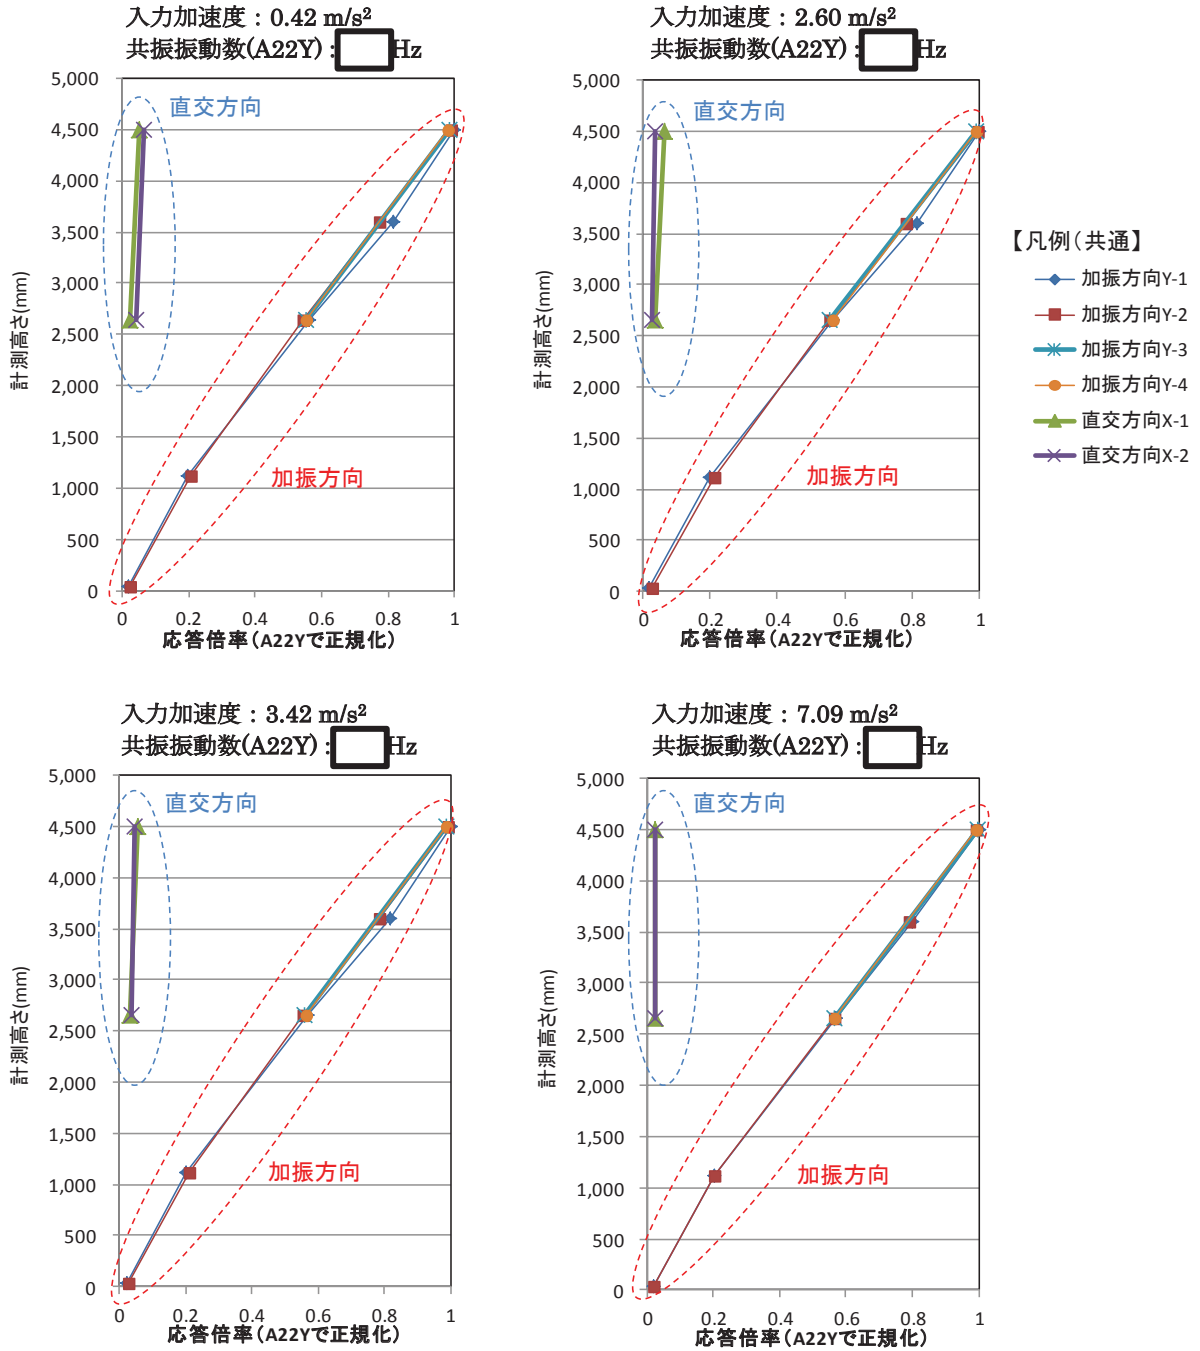 入力加速度：0.42 m/s²
共振振動数(A22Y)：Hz
5,000
4,500
4,000
3,500
3,000
2,500
2,000
1,500
1,000
500
0
計測高さ(mm)
直交方向
加振方向
0 0.2 0.4 0.6 0.8 1
応答倍率（A22Yで正規化）
入力加速度：2.60 m/s²
共振振動数(A22Y)：Hz
5,000
4,500
4,000
3,500
3,000
2,500
2,000
1,500
1,000
500
0
計測高さ(mm)
直交方向
加振方向
0 0.2 0.4 0.6 0.8 1
応答倍率（A22Yで正規化）
【凡例（共通】
加振方向Y-1
加振方向Y-2
加振方向Y-3
加振方向Y-4
直交方向X-1
直交方向X-2
入力加速度：3.42 m/s²
共振振動数(A22Y)：Hz
5,000
4,500
4,000
3,500
3,000
2,500
2,000
1,500
1,000
500
0
計測高さ(mm)
直交方向
加振方向
0 0.2 0.4 0.6 0.8 1
応答倍率（A22Yで正規化）
入力加速度：7.09 m/s²
共振振動数(A22Y)：Hz
5,000
4,500
4,000
3,500
3,000
2,500
2,000
1,500
1,000
500
0
計測高さ(mm)
直交方向
加振方向
0 0.2 0.4 0.6 0.8 1
応答倍率（A22Yで正規化）